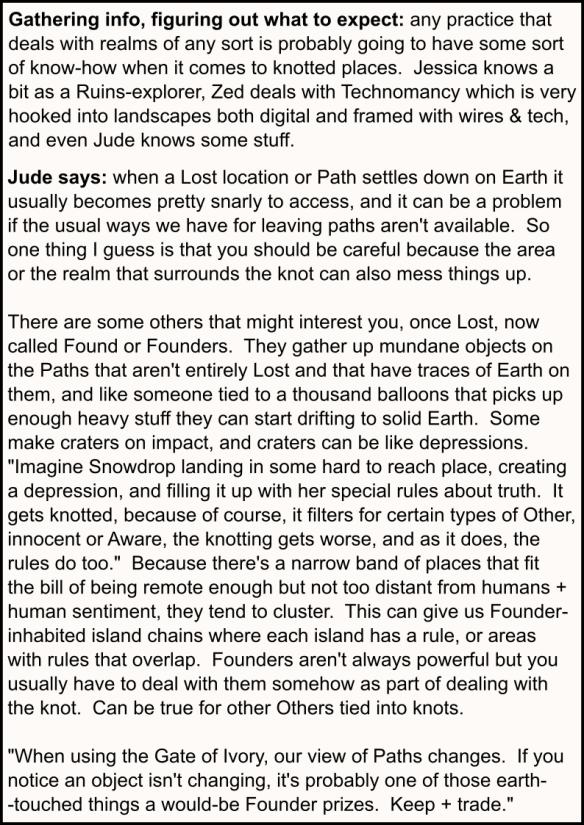 Gathering info, figuring out what to expect: any practice that
deals with realms of any sort is probably going to have some sort
of know-how when it comes to knotted places. Jessica knows a
bit as a Ruins-explorer, Zed deals with Technomancy which is very
hooked into landscapes both digital and framed with wires & tech,
and even Jude knows some stuff.
Jude says: when a Lost location or Path settles down on Earth it
usually becomes pretty snarly to access, and it can be a problem
if the usual ways we have for leaving paths aren't available. So
one thing I guess is that you should be careful because the area
or the realm that surrounds the knot can also mess things up.
There are some others that might interest you, once Lost, now
called Found or Founders. They gather up mundane objects on
the Paths that aren't entirely Lost and that have traces of Earth on
them, and like someone tied to a thousand balloons that picks up
enough heavy stuff they can start drifting to solid Earth. Some
make craters on impact, and craters can be like depressions.
"Imagine Snowdrop landing in some hard to reach place, creating
a depression, and filling it up with her special rules about truth. It
gets knotted, because of course, it filters for certain types of Other,
innocent or Aware, the knotting gets worse, and as it does, the
rules do too." Because there's a narrow band of places that fit
the bill of being remote enough but not too distant from humans +
human sentiment, they tend to cluster. This can give us Founder-
inhabited island chains where each island has a rule, or areas
with rules that overlap. Founders aren't always powerful but you
usually have to deal with them somehow as part of dealing with
the knot. Can be true for other Others tied into knots.
"When using the Gate of Ivory, our view of Paths changes. If you
notice an object isn't changing, it's probably one of those earth-
-touched things a would-be Founder prizes. Keep + trade."